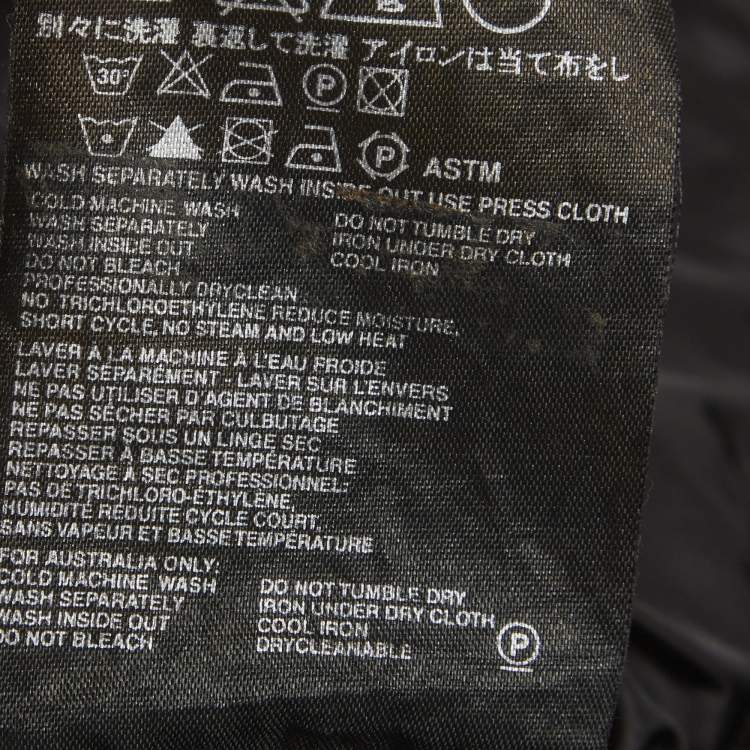 別々に洗濯 裏返して洗濯 アイロンは当て布をし
30° P
P ASTM
WASH SEPARATELY WASH INSIDE OUT USE PRESS CLOTH
COLD MACHINE WASH
WASH SEPARATELY
WASH INSIDE OUT
DO NOT BLEACH
DO NOT TUMBLE DRY
IRON UNDER DRY CLOTH
COOL IRON
PROFESSIONALLY DRYCLEAN
NO TRICHLOROETHYLENE REDUCE MOISTURE,
SHORT CYCLE, NO STEAM AND LOW HEAT
LAVER À LA MACHINE À L'EAU FROIDE
LAVER SÉPARÉMENT - LAVER SUR L'ENVERS
NE PAS UTILISER D'AGENT DE BLANCHIMENT
NE PAS SÉCHER PAR CULBUTAGE
REPASSER SOUS UN LINGE SEC
REPASSER À BASSE TEMPÉRATURE
NETTOYAGE À SEC PROFESSIONNEL:
PAS DE TRICHLORO-ÉTHYLÈNE,
HUMIDITÉ RÉDUITE CYCLE COURT,
SANS VAPEUR ET BASSE TEMPÉRATURE
FOR AUSTRALIA ONLY:
COLD MACHINE WASH
WASH SEPARATELY
WASH INSIDE OUT
DO NOT BLEACH
DO NOT TUMBLE DRY
IRON UNDER DRY CLOTH
COOL IRON
DRYCLEANABLE
P